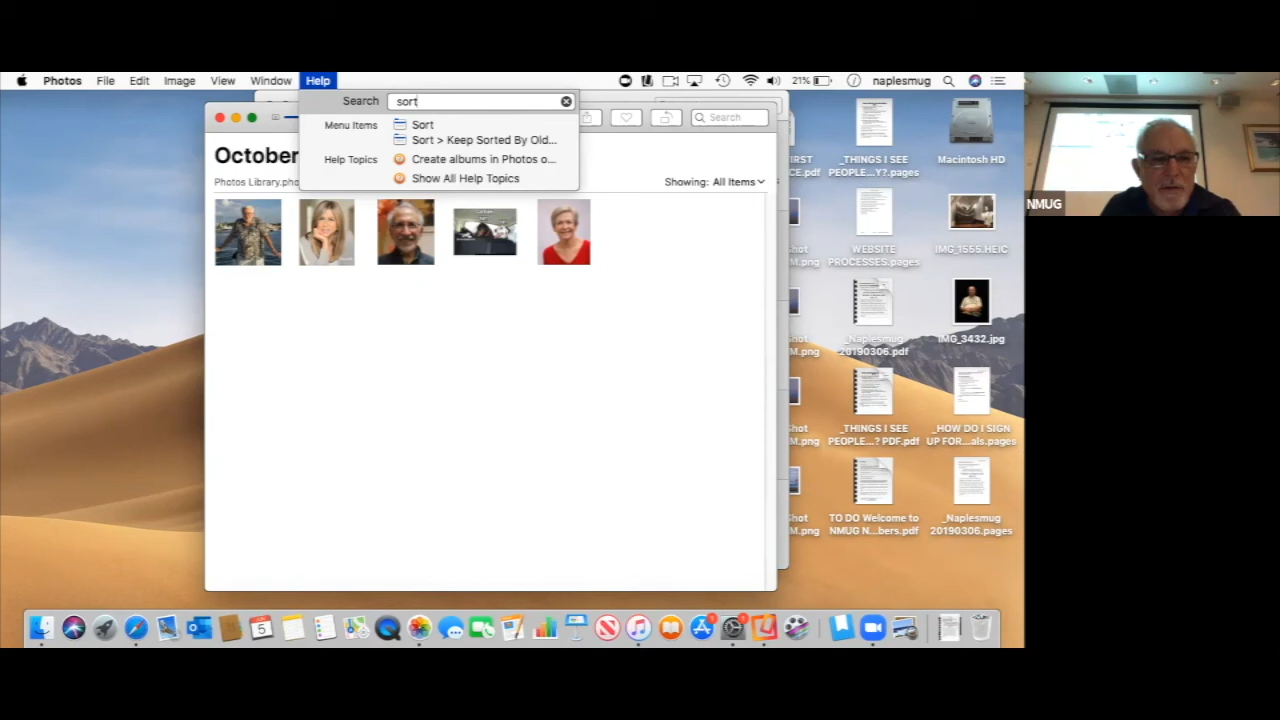 Photos File Edit Image View Window Help 21% naplesmug
Search sort
Menu Items Sort
Sort > Keep Sorted By Old...
Help Topics Create albums in Photos o...
Show All Help Topics
Search
October
Photos Library.pho
Showing: All Items
_THINGS I SEE
PEOPLE...Y?.pages
Macintosh HD
WEBSITE
PROCESSES.pages
IMG_1555.HEIC
_Naplesmug
20190306.pdf
IMG_3432.jpg
_THINGS I SEE
PEOPLE...? PDF.pdf
_HOW DO I SIGN
UP FOR...als.pages
TO DO Welcome to
NMUG N...bers.pdf
_Naplesmug
20190306.pages
NMUG